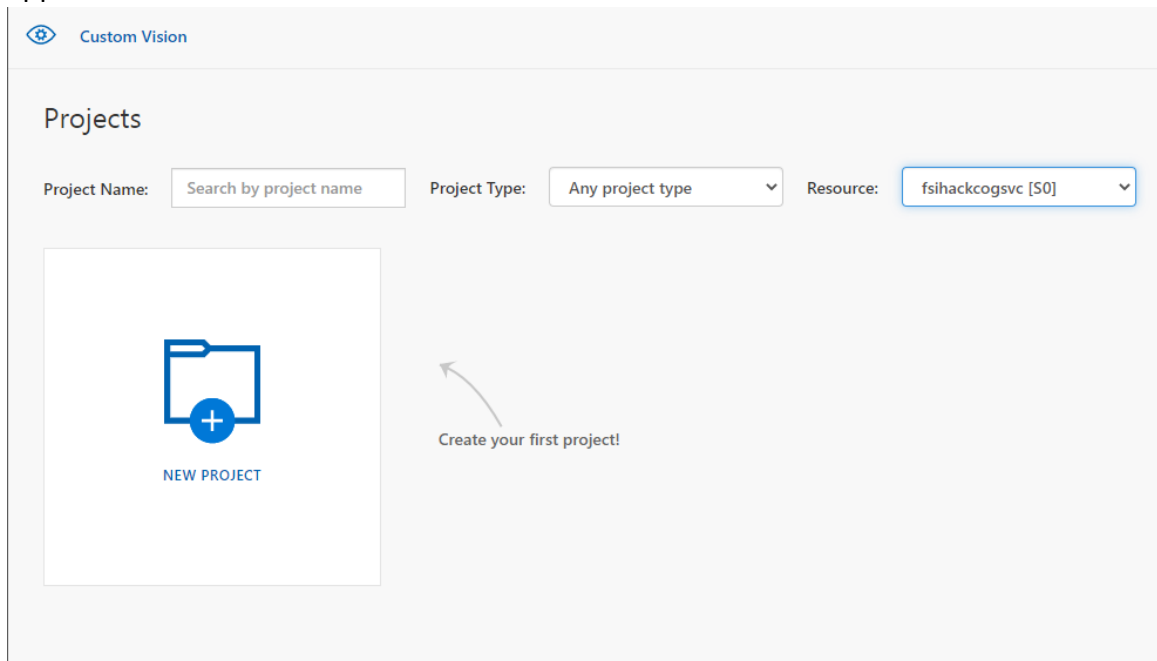 Custom Vision
Projects
Project Name: Search by project name Project Type: Any project type Resource: fsihackcogsvc [S0]
Create your first project!
NEW PROJECT